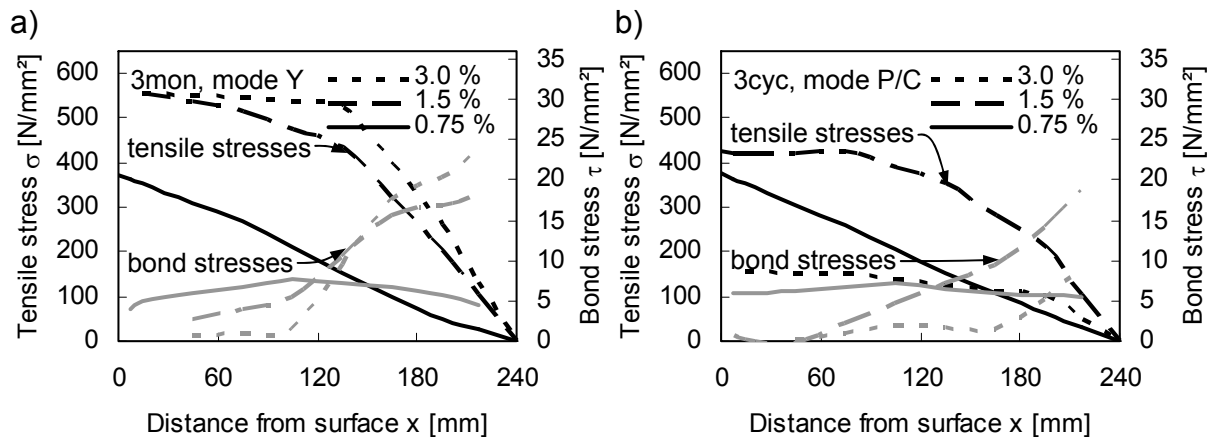 a)
Tensile stress σ [N/mm²]
600
500
400
300
200
100
0
3mon, mode Y
3.0 %
1.5 %
0.75 %
tensile stresses
bond stresses
35
30
25
20
15
10
5
0
Bond stress τ [N/mm²]
0 60 120 180 240
Distance from surface x [mm]
b)
Tensile stress σ [N/mm²]
600
500
400
300
200
100
0
3cyc, mode P/C
3.0 %
1.5 %
0.75 %
tensile stresses
bond stresses
35
30
25
20
15
10
5
0
Bond stress τ [N/mm²]
0 60 120 180 240
Distance from surface x [mm]